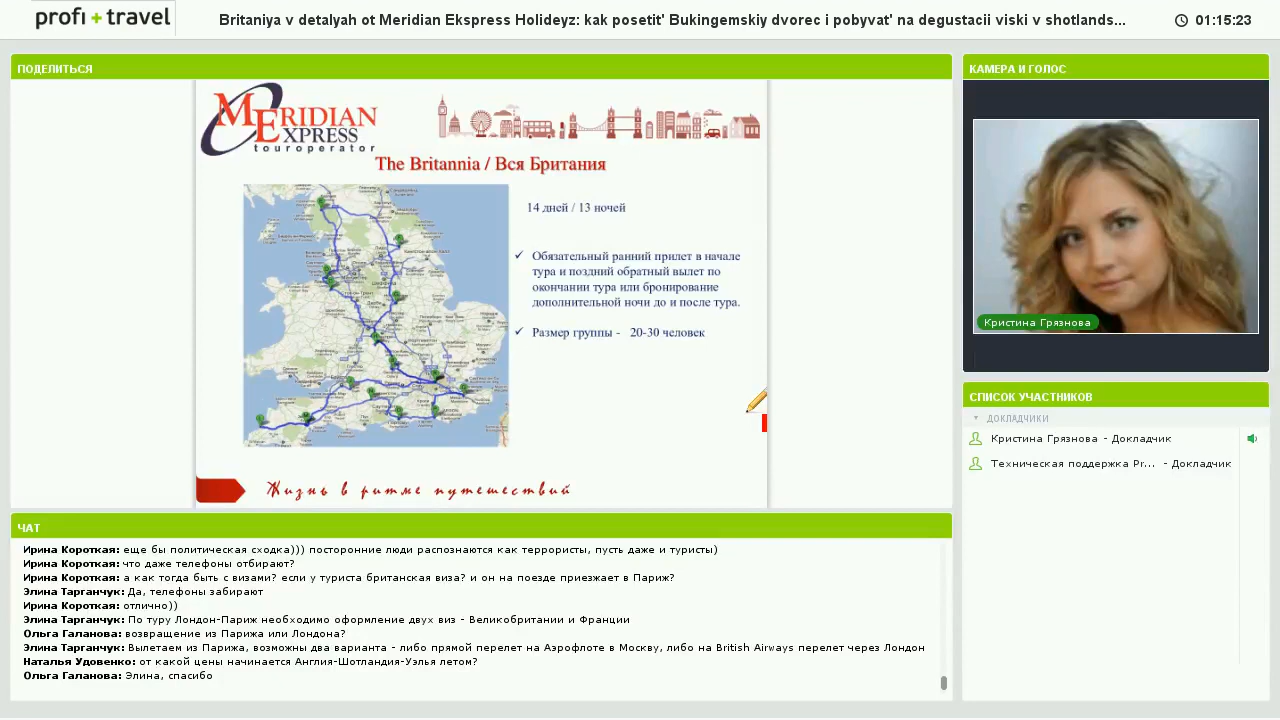 profi + travel
Britaniya v detalyah ot Meridian Ekspress Holideyz: kak posetit' Bukingemskiy dvorec i pobyvat' na degustacii viski v shotlands...
01:15:23
ПОДЕЛИТЬСЯ
MERIDIAN
EXPRESS
touroperator
The Britannia / Вся Британия
14 дней / 13 ночей
Обязательный ранний прилет в начале
тура и поздний обратный вылет по
окончании тура или бронирование
дополнительной ночи до и после тура.
Размер группы - 20-30 человек
Жизнь в ритме путешествий
КАМЕРА И ГОЛОС
Кристина Грязнова
СПИСОК УЧАСТНИКОВ
ДОКЛАДЧИКИ
Кристина Грязнова - Докладчик
Техническая поддержка Pr... - Докладчик
ЧАТ
Ирина Короткая: еще бы политическая сходка))) посторонние люди распознаются как террористы, пусть даже и туристы)
Ирина Короткая: что даже телефоны отбирают?
Ирина Короткая: а как тогда быть с визами? если у туриста британская виза? и он на поезде приезжает в Париж?
Элина Тарганчук: Да, телефоны забирают
Ирина Короткая: отлично))
Элина Тарганчук: По туру Лондон-Париж необходимо оформление двух виз - Великобритании и Франции
Ольга Галанова: возвращение из Парижа или Лондона?
Элина Тарганчук: Вылетаем из Парижа, возможны два варианта - либо прямой перелет на Аэрофлоте в Москву, либо на British Airways перелет через Лондон
Наталья Удовенко: от какой цены начинается Англия-Шотландия-Уэлья летом?
Ольга Галанова: Элина, спасибо